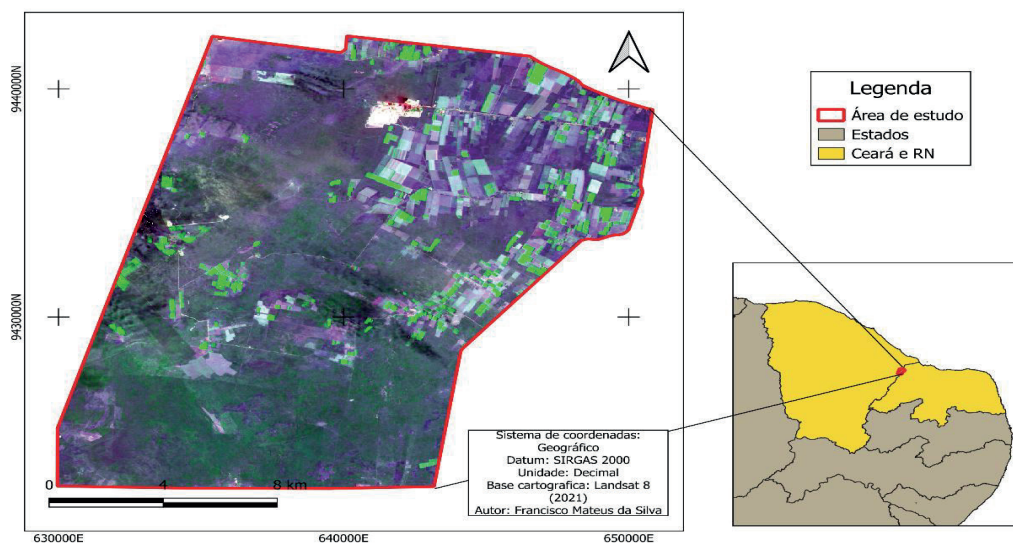 9440000N
9430000N
0
4
8 km
Sistema de coordenadas:
Geográfico
Datum: SIRGAS 2000
Unidade: Decimal
Base cartografica: Landsat 8
(2021)
Autor: Francisco Mateus da Silva
630000E
640000E
650000E
Legenda
Área de estudo
Estados
Ceará e RN